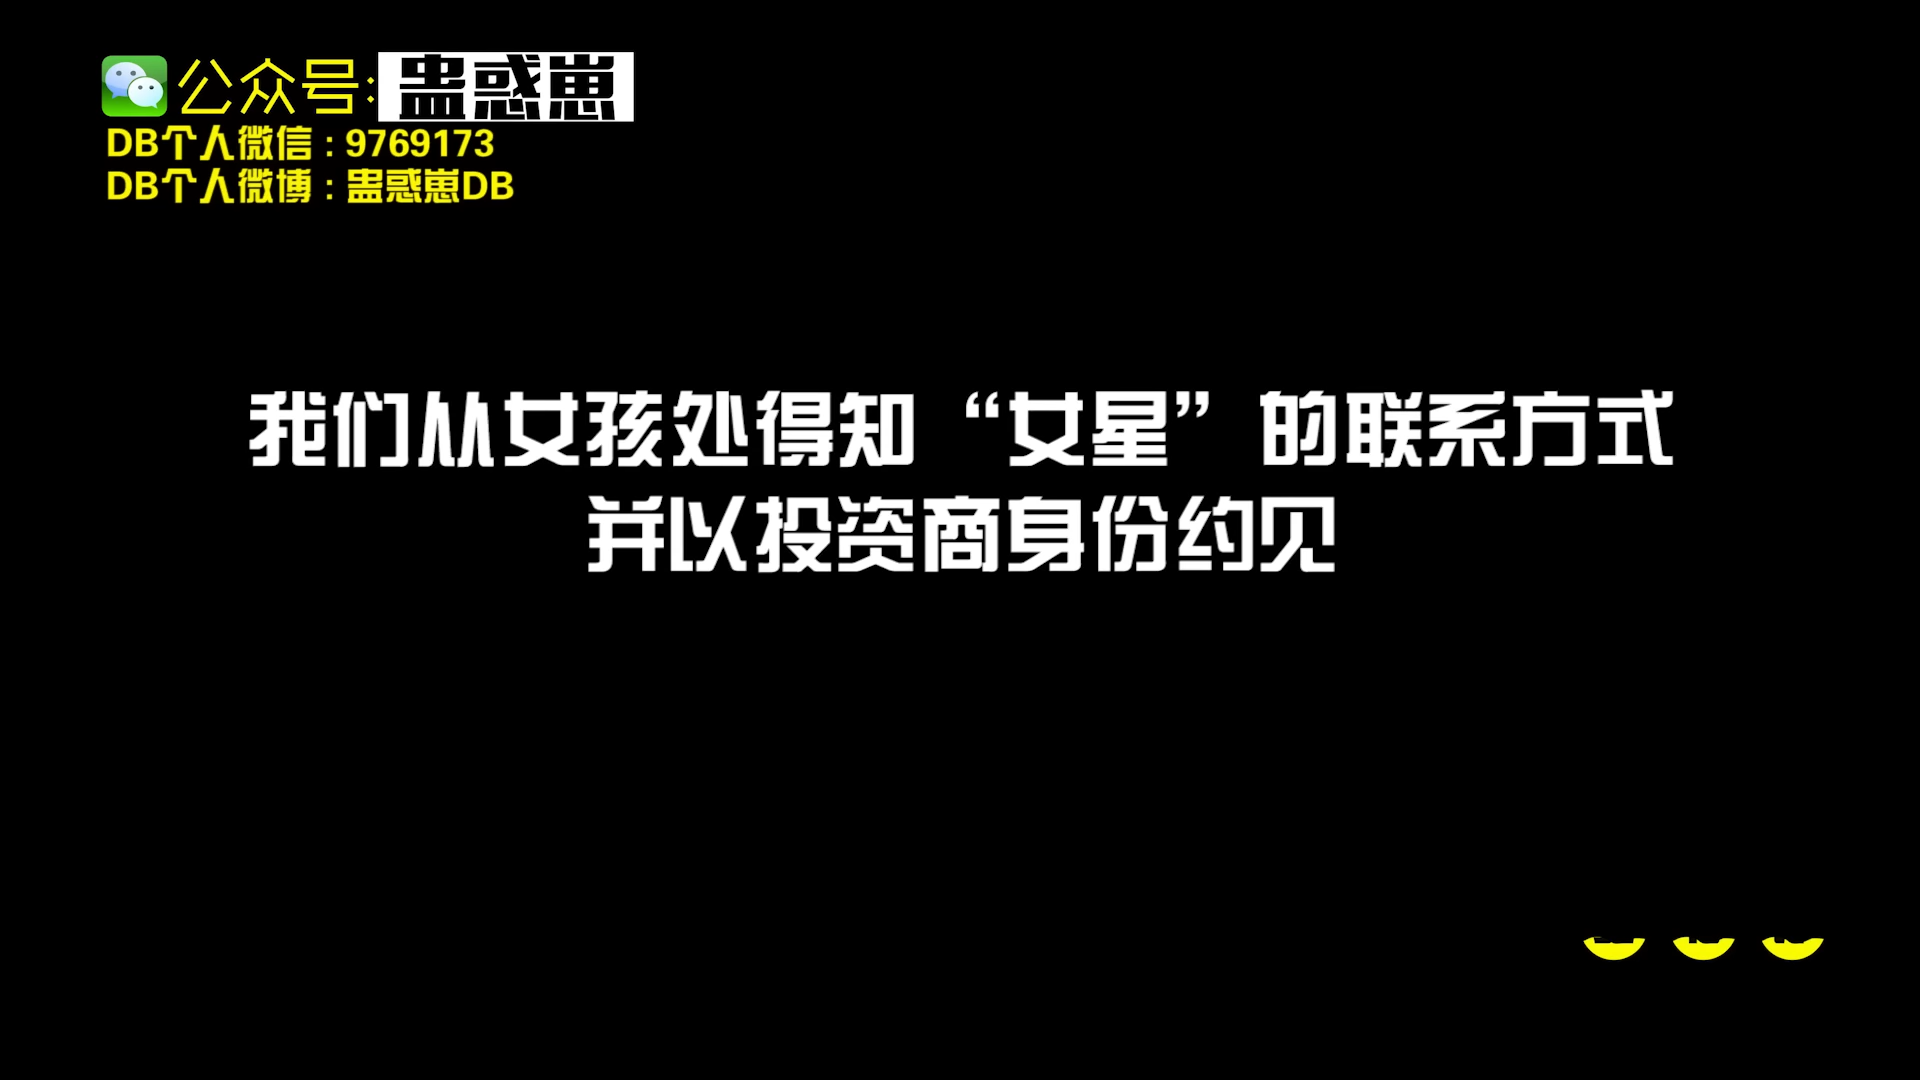 公众号:蛊惑崽
DB个人微信：9769173
DB个人微博：蛊惑崽DB
我们从女孩处得知“女星”的联系方式
并以投资商身份约见